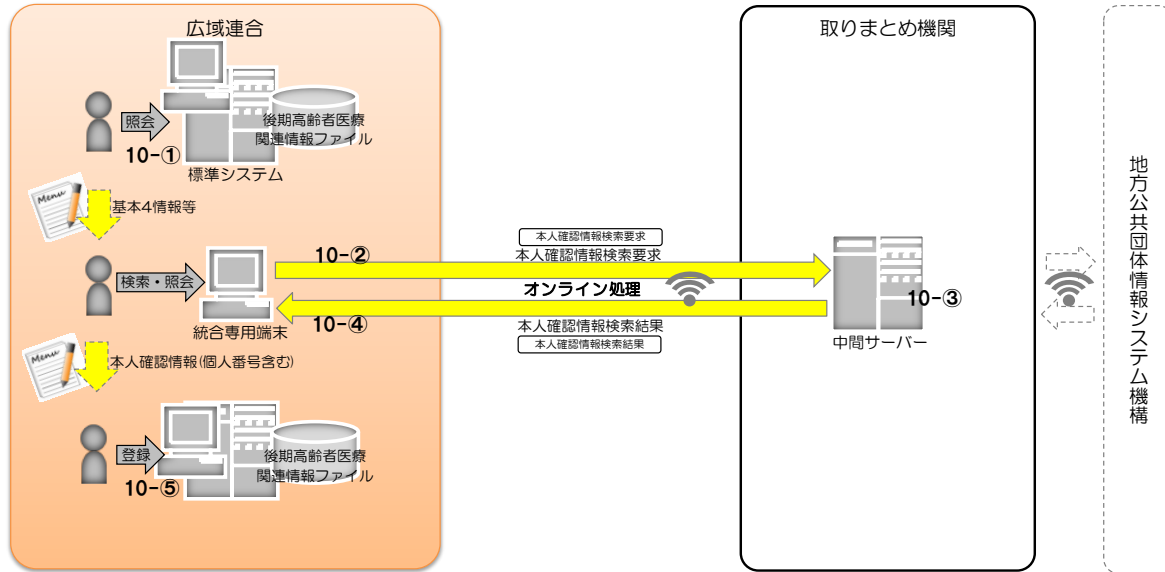 広域連合
取りまとめ機関
照会
後期高齢者医療
関連情報ファイル
10-①
標準システム
Menu
基本4情報等
10-②
本人確認情報検索要求
本人確認情報検索要求
検索・照会
オンライン処理
10-③
10-④
統合専用端末
本人確認情報検索結果
本人確認情報検索結果
中間サーバー
Menu
本人確認情報(個人番号含む)
登録
後期高齢者医療
関連情報ファイル
10-⑤
地方公共団体情報システム機構